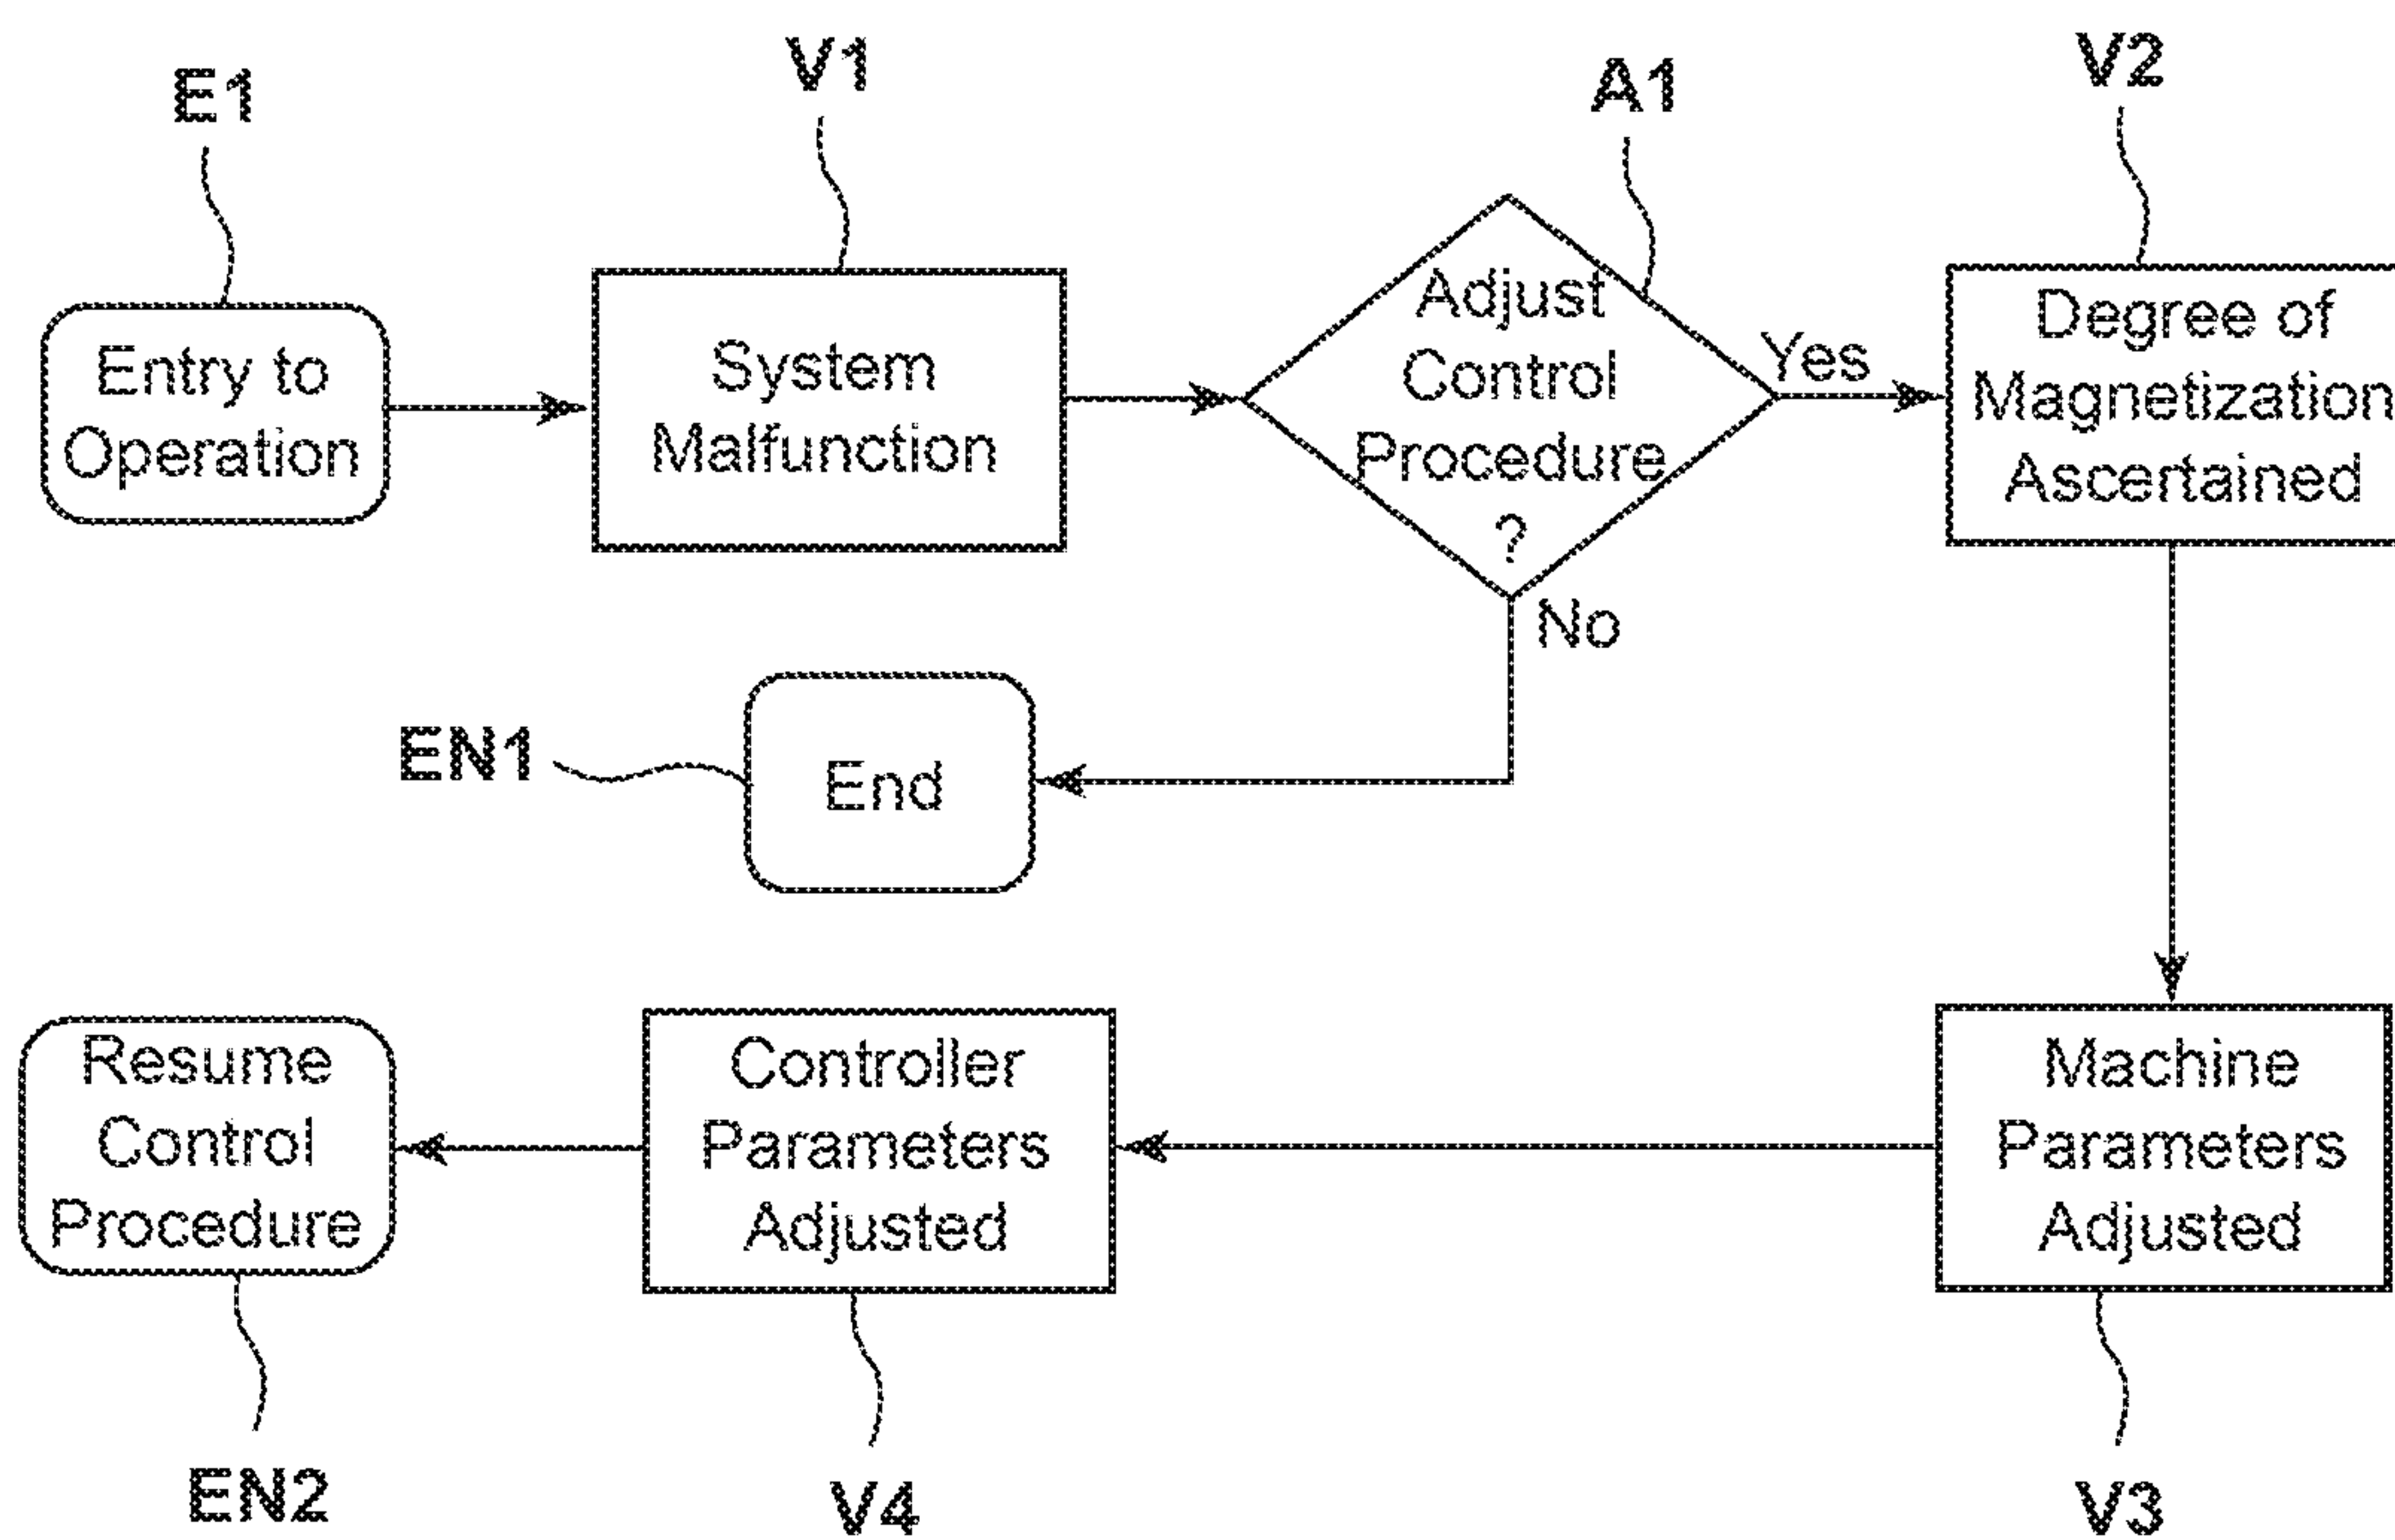 E1
V1
A1
V2
Entry to
Operation
System
Malfunction
Adjust
Control
Procedure
?
Yes
No
Degree of
Magnetization
Ascertained
EN1
End
Resume
Control
Procedure
Controller
Parameters
Adjusted
Machine
Parameters
Adjusted
EN2
V4
V3